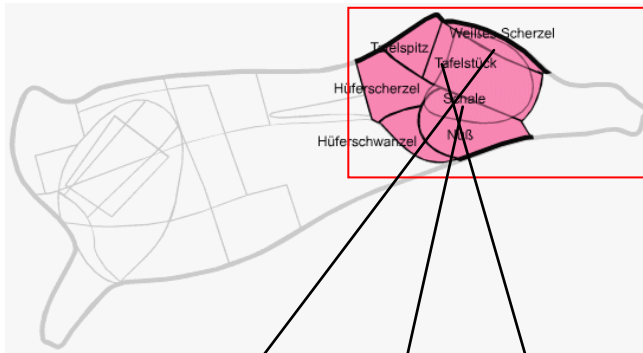 Weißes Scherzel
Tafelspitz
Tafelstück
Hüferscherzel
Schale
Nuß
Hüferschwanzel